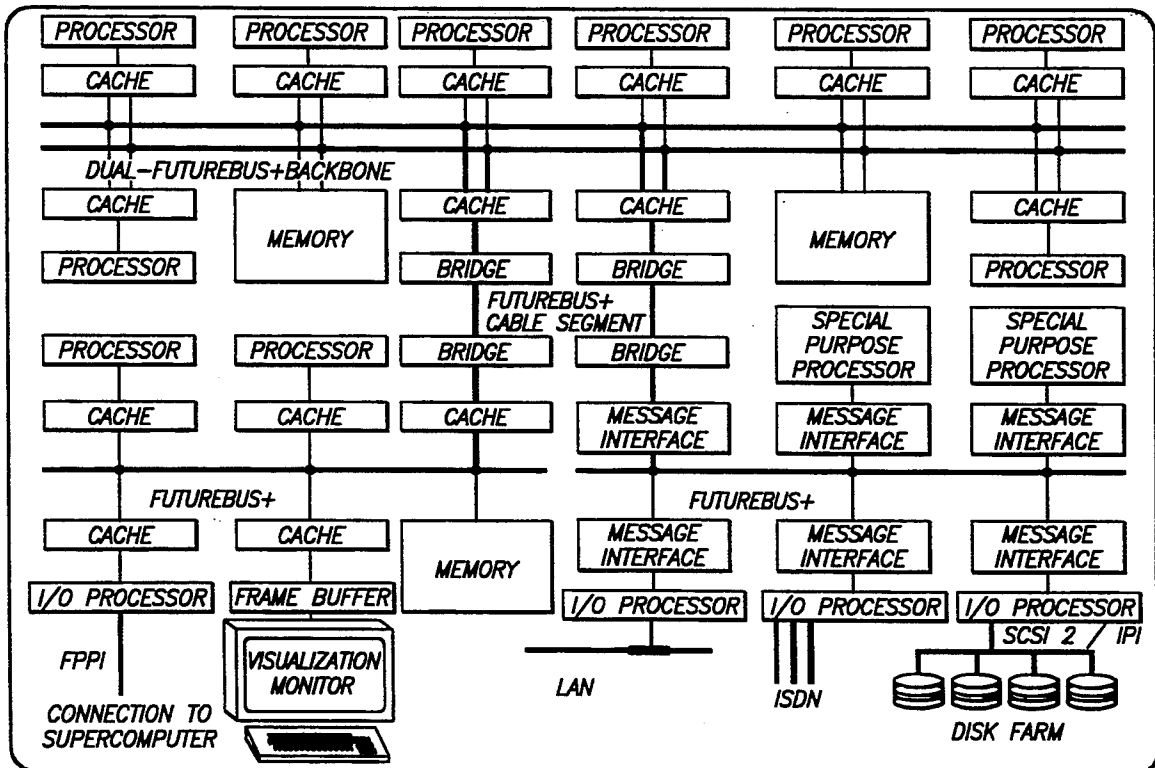 PROCESSOR PROCESSOR PROCESSOR PROCESSOR PROCESSOR PROCESSOR
CACHE CACHE CACHE CACHE CACHE CACHE
DUAL-FUTUREBUS+BACKBONE
CACHE MEMORY CACHE CACHE MEMORY CACHE
PROCESSOR BRIDGE BRIDGE PROCESSOR
FUTUREBUS+
CABLE SEGMENT
PROCESSOR PROCESSOR BRIDGE BRIDGE
SPECIAL
PURPOSE
PROCESSOR
SPECIAL
PURPOSE
PROCESSOR
CACHE CACHE CACHE
MESSAGE
INTERFACE
MESSAGE
INTERFACE
MESSAGE
INTERFACE
FUTUREBUS+ FUTUREBUS+
CACHE CACHE MEMORY
MESSAGE
INTERFACE
MESSAGE
INTERFACE
MESSAGE
INTERFACE
I/O PROCESSOR FRAME BUFFER I/O PROCESSOR I/O PROCESSOR I/O PROCESSOR
SCSI 2 IPI
FPPI
VISUALIZATION
MONITOR
LAN
ISDN
CONNECTION TO
SUPERCOMPUTER
DISK FARM